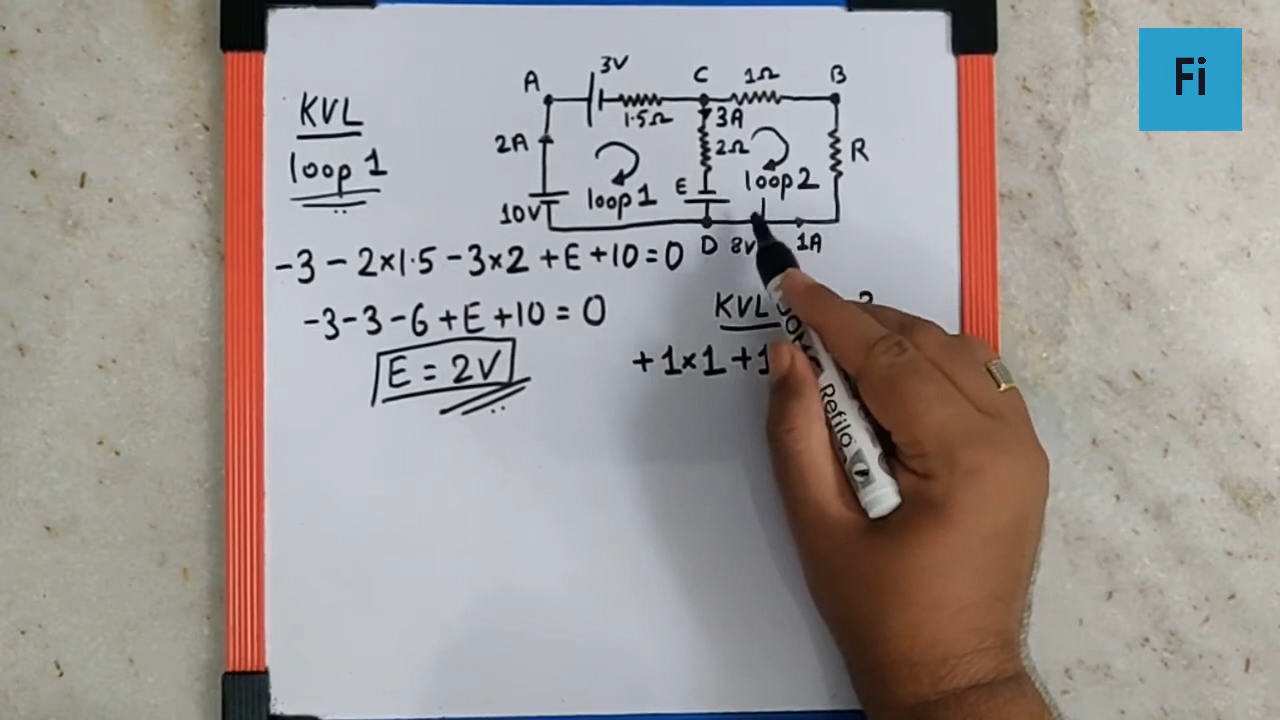 Fi
KVL
loop 1
A
3V
C
1Ω
B
1.5Ω
2A
3A
2Ω
R
10V
loop 1
E
loop 2
D
8V
1A
-3 - 2×1.5 - 3×2 + E + 10 = 0
-3 - 3 - 6 + E + 10 = 0
E = 2V
KVL
+ 1×1 + 1
Refilo